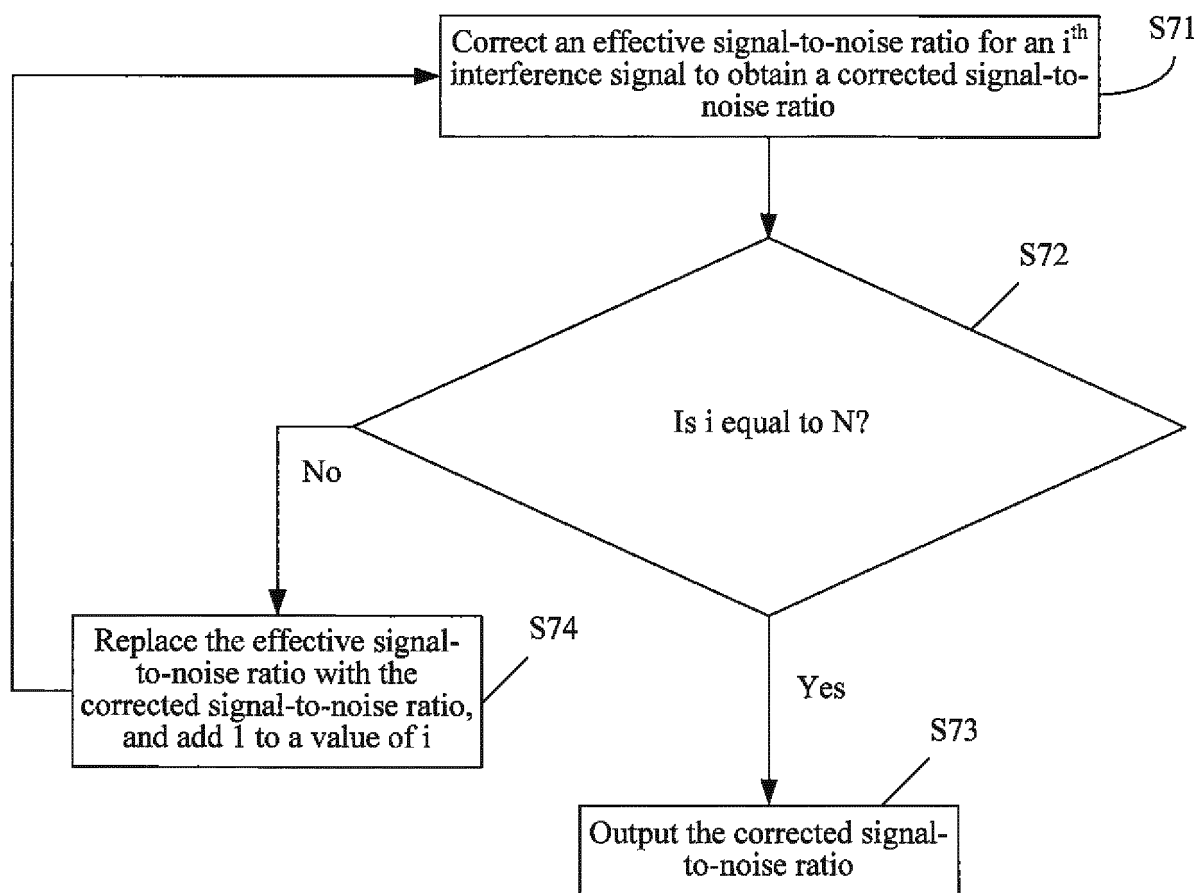 Correct an effective signal-to-noise ratio for an i^th
interference signal to obtain a corrected signal-to-
noise ratio
S71
S72
Is i equal to N?
No
Replace the effective signal-
to-noise ratio with the
corrected signal-to-noise ratio,
and add 1 to a value of i
S74
Yes
S73
Output the corrected signal-
to-noise ratio